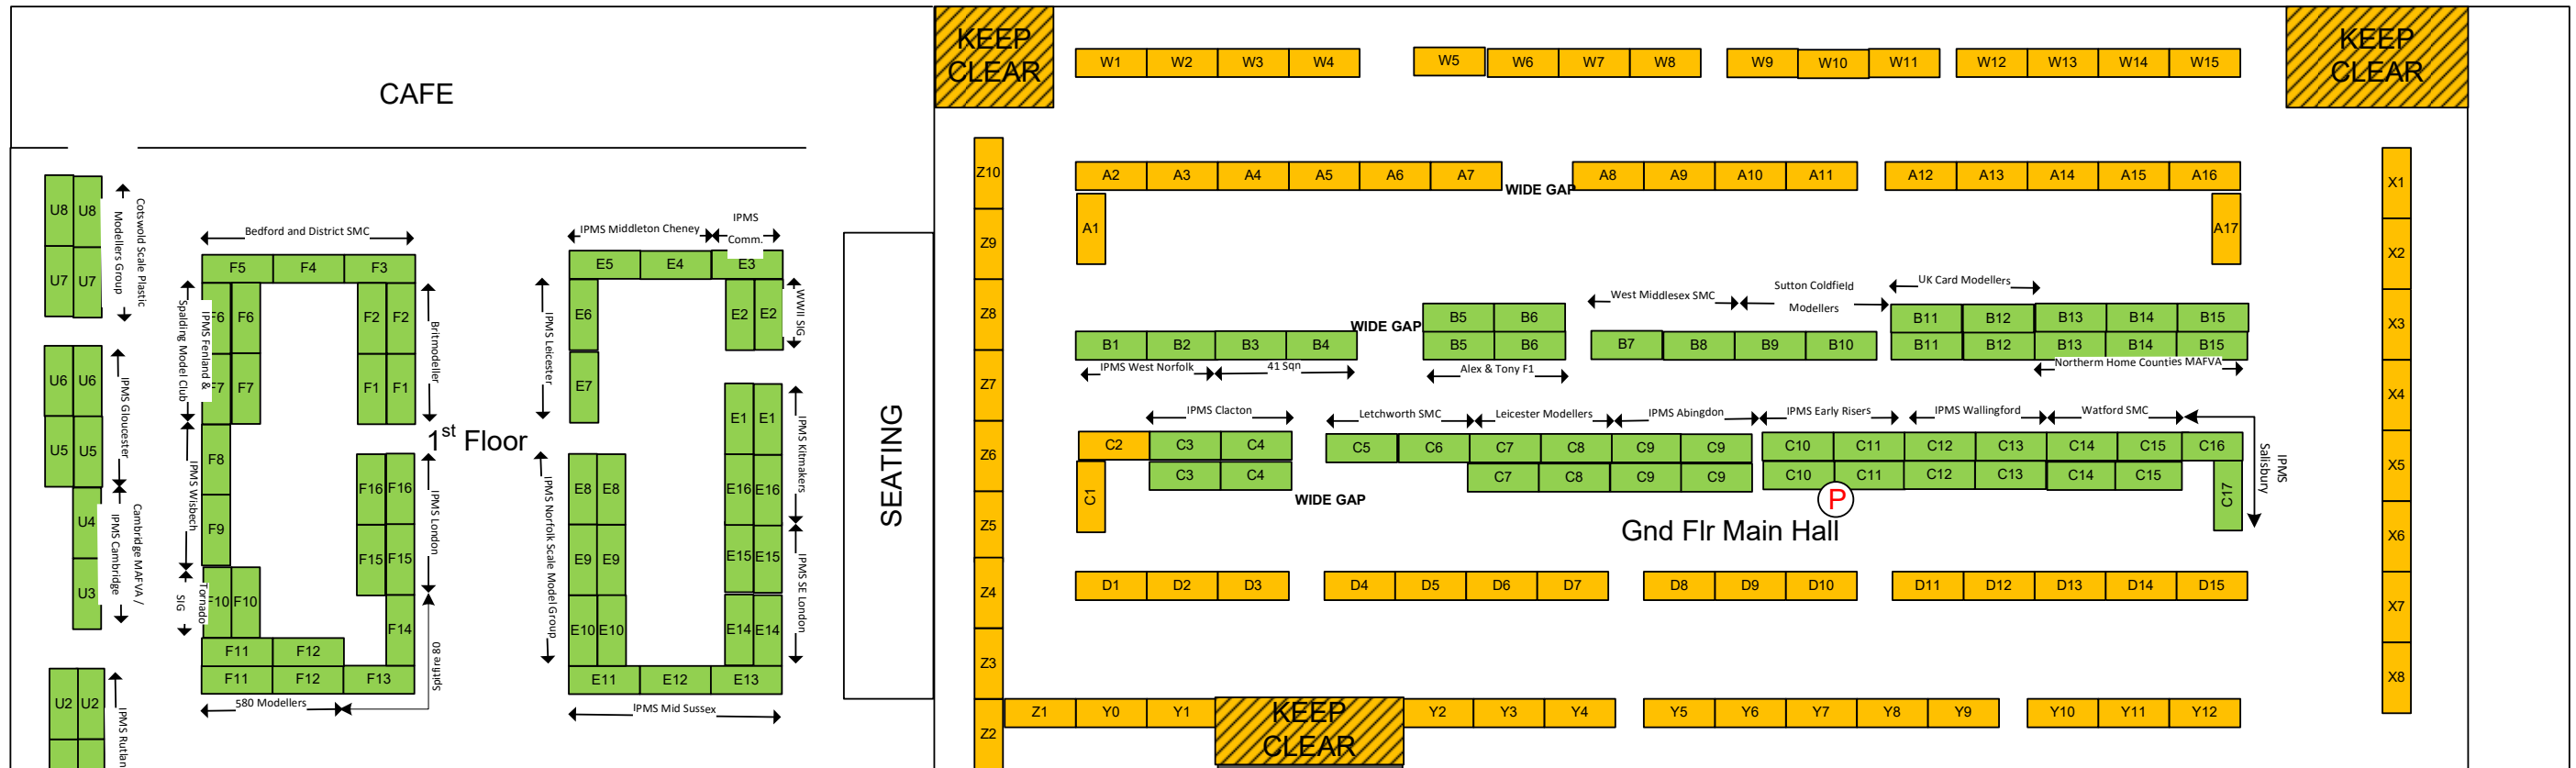 KEEP
CLEAR
KEEP
CLEAR
W1 W2 W3 W4 W5 W6 W7 W8 W9 W10 W11 W12 W13 W14 W15
CAFE
Z10 A2 A3 A4 A5 A6 A7 A8 A9 A10 A11 A12 A13 A14 A15 A16 X1
WIDE GAP
A1 A17
Z9 X2
U8 U8
U7 U7
Cotswold Scale Plastic
Modellers Group
Bedford and District SMC
F5 F4 F3
F6 F6 F2 F2
F7 F7 F1 F1
IPMS Fenland &
Spalding Model Club
Britmodeller
IPMS Middleton Cheney
IPMS
Comm.
E5 E4 E3
E6 E2 E2
E7
IPMS Leicester
WWII SIG
Z8 X3
West Middlesex SMC
Sutton Coldfield
Modellers
UK Card Modellers
B5 B6 B11 B12 B13 B14 B15
WIDE GAP
B1 B2 B3 B4 B5 B6 B7 B8 B9 B10 B11 B12 B13 B14 B15
IPMS West Norfolk
41 Sqn
Alex & Tony F1
Northern Home Counties MAFVA
Z7 X4
U6 U6
U5 U5
IPMS Gloucester
U4
U3
Cambridge MAFVA /
IPMS Cambridge
F8
F9
IPMS Wisbech
1st Floor
F16 F16
F15 F15
IPMS London
F10 F10
Tornado
SIG
F14
F11 F12
F11 F12 F13
580 Modellers
Spitfire 80
E1 E1
E16 E16
IPMS Kitmakers
E8 E8
E9 E9
E10 E10
IPMS Norfolk Scale Model Group
E15 E15
E14 E14
IPMS SE London
E11 E12 E13
IPMS Mid Sussex
SEATING
IPMS Clacton
Letchworth SMC
Leicester Modellers
IPMS Abingdon
IPMS Early Risers
IPMS Wallingford
Watford SMC
Z6 C2 C3 C4 C5 C6 C7 C8 C9 C9 C10 C11 C12 C13 C14 C15 C16 X5
C3 C4 C7 C8 C9 C9 C10 C11 C12 C13 C14 C15
IPMS
Salisbury
C1 C17
WIDE GAP
P
Z5 X6
Gnd Flr Main Hall
Z4 D1 D2 D3 D4 D5 D6 D7 D8 D9 D10 D11 D12 D13 D14 D15 X7
Z3 X8
U2 U2
Z1 Y0 Y1 Y2 Y3 Y4 Y5 Y6 Y7 Y8 Y9 Y10 Y11 Y12
KEEP
CLEAR
Z2